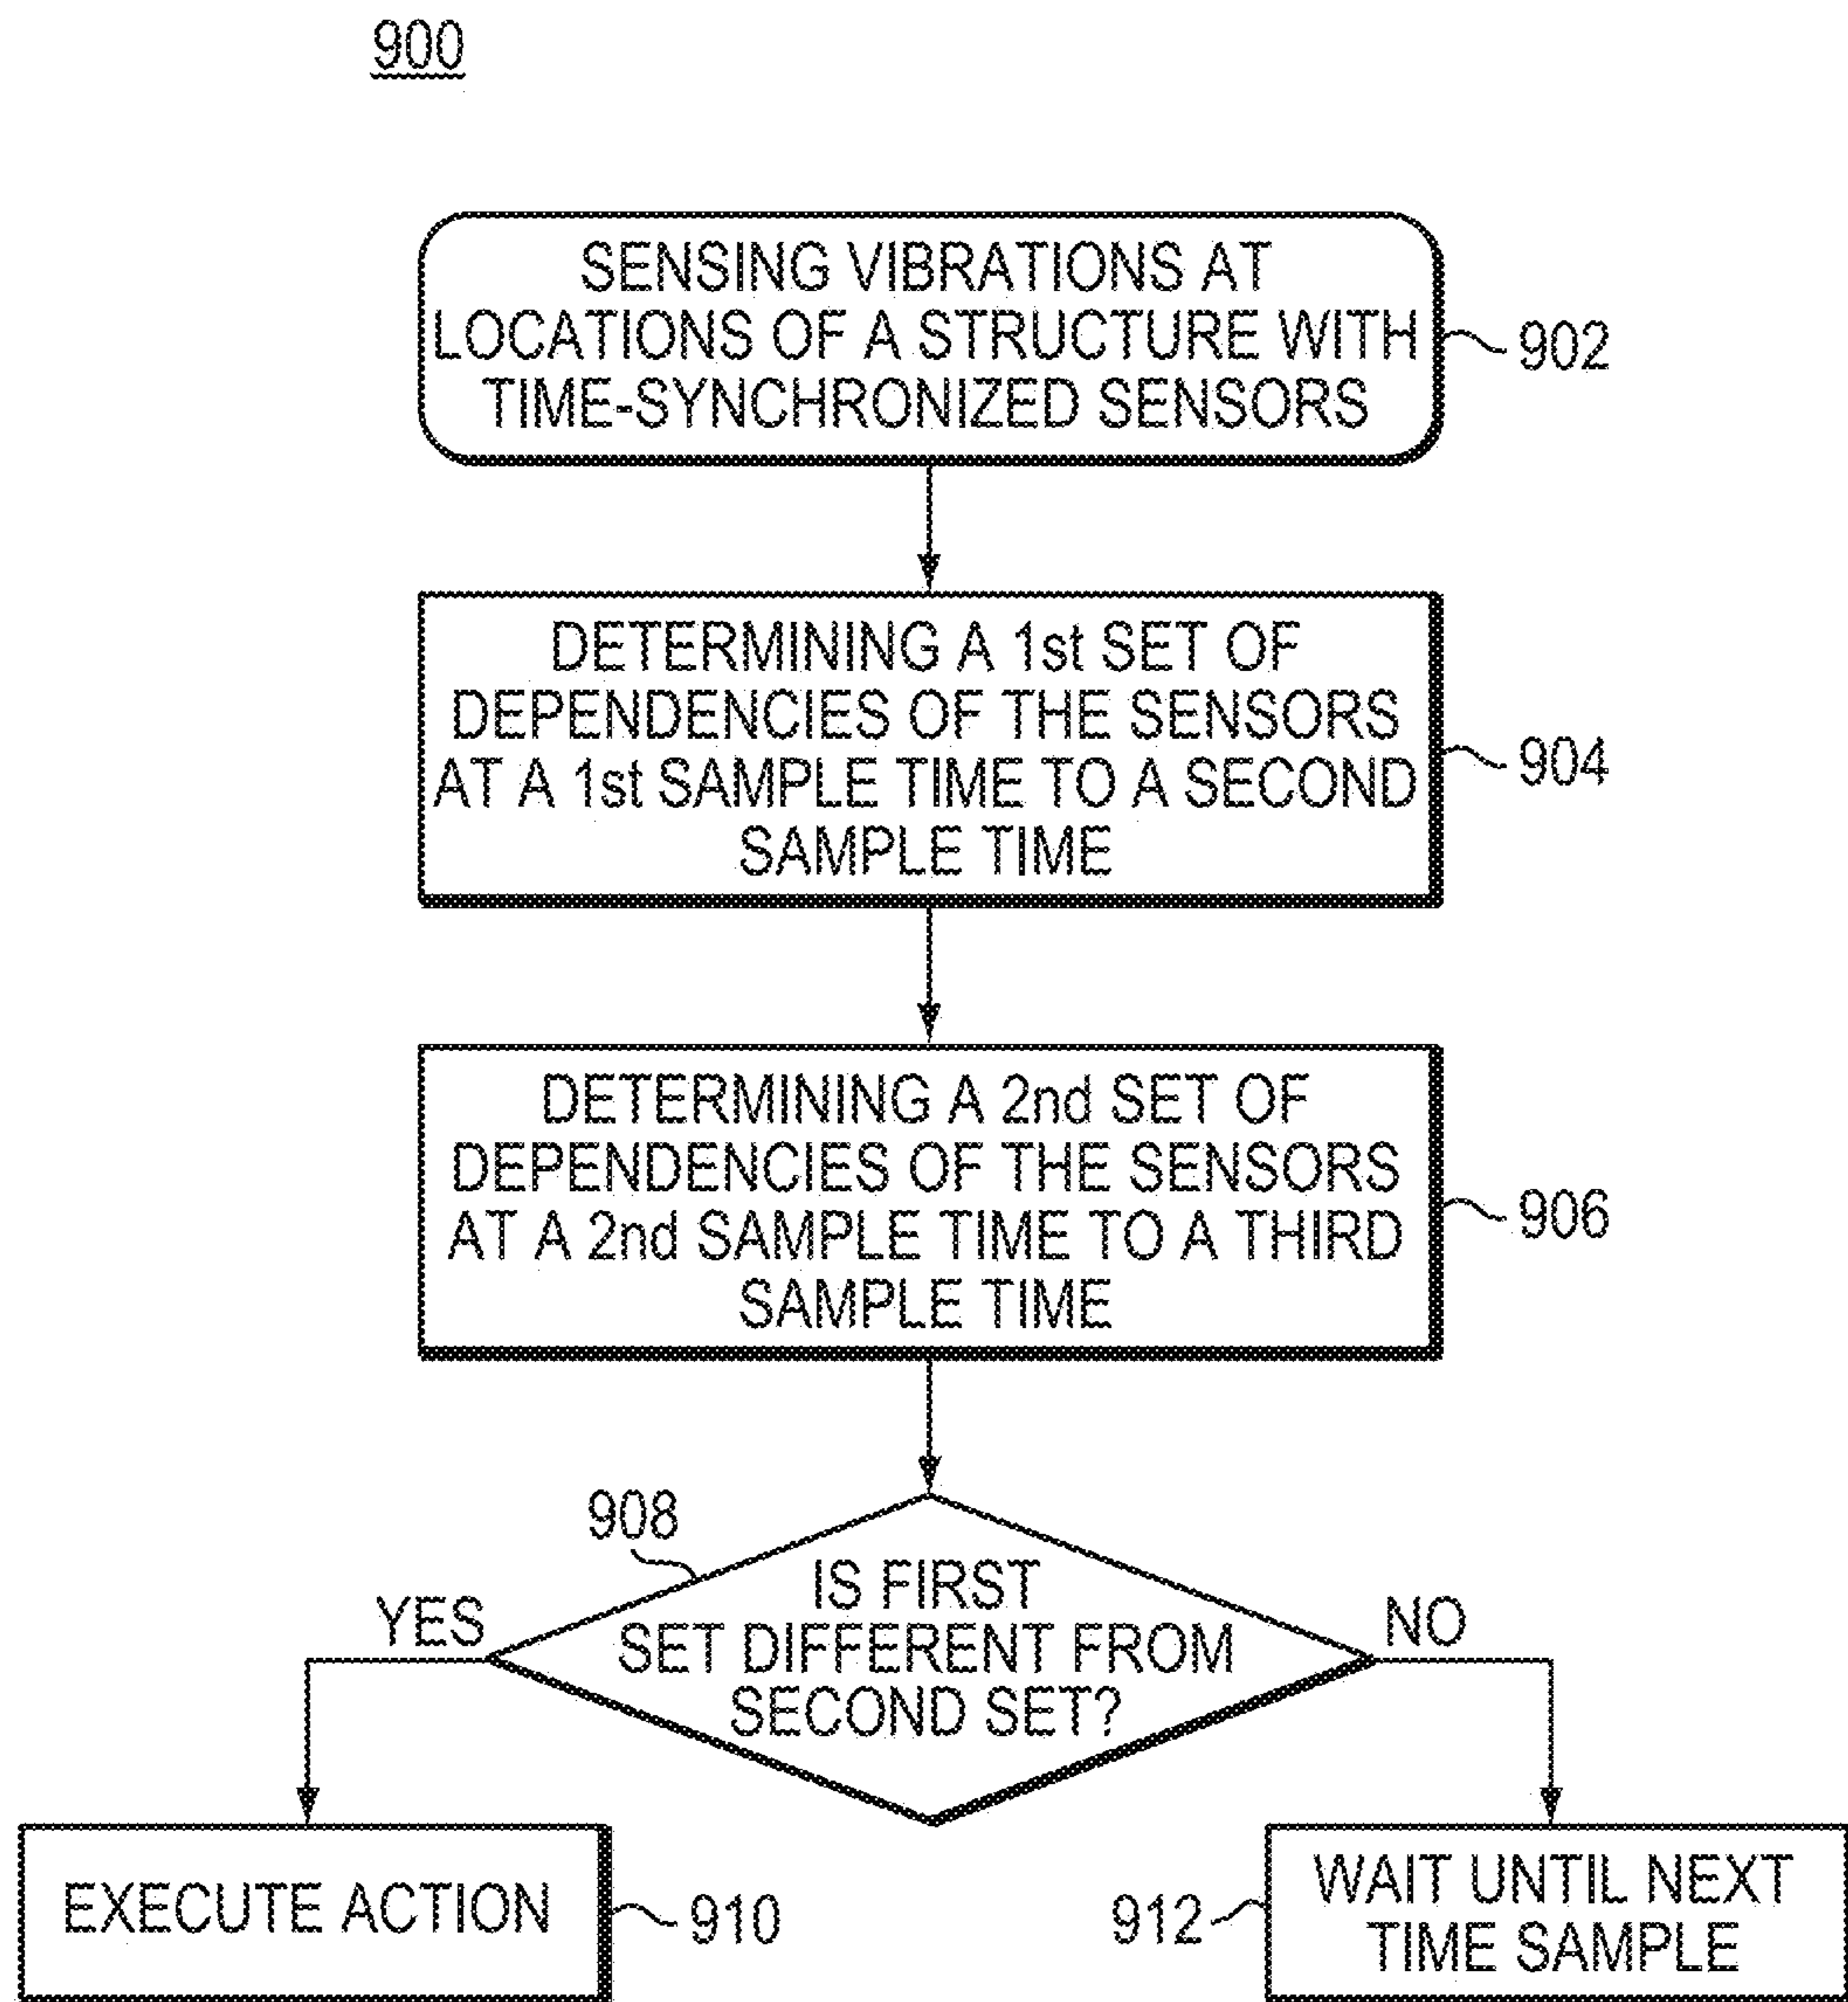 900
SENSING VIBRATIONS AT
LOCATIONS OF A STRUCTURE WITH
TIME-SYNCHRONIZED SENSORS
902
DETERMINING A 1st SET OF
DEPENDENCIES OF THE SENSORS
AT A 1st SAMPLE TIME TO A SECOND
SAMPLE TIME
904
DETERMINING A 2nd SET OF
DEPENDENCIES OF THE SENSORS
AT A 2nd SAMPLE TIME TO A THIRD
SAMPLE TIME
906
908
IS FIRST
SET DIFFERENT FROM
SECOND SET?
YES
NO
EXECUTE ACTION
910
912
WAIT UNTIL NEXT
TIME SAMPLE